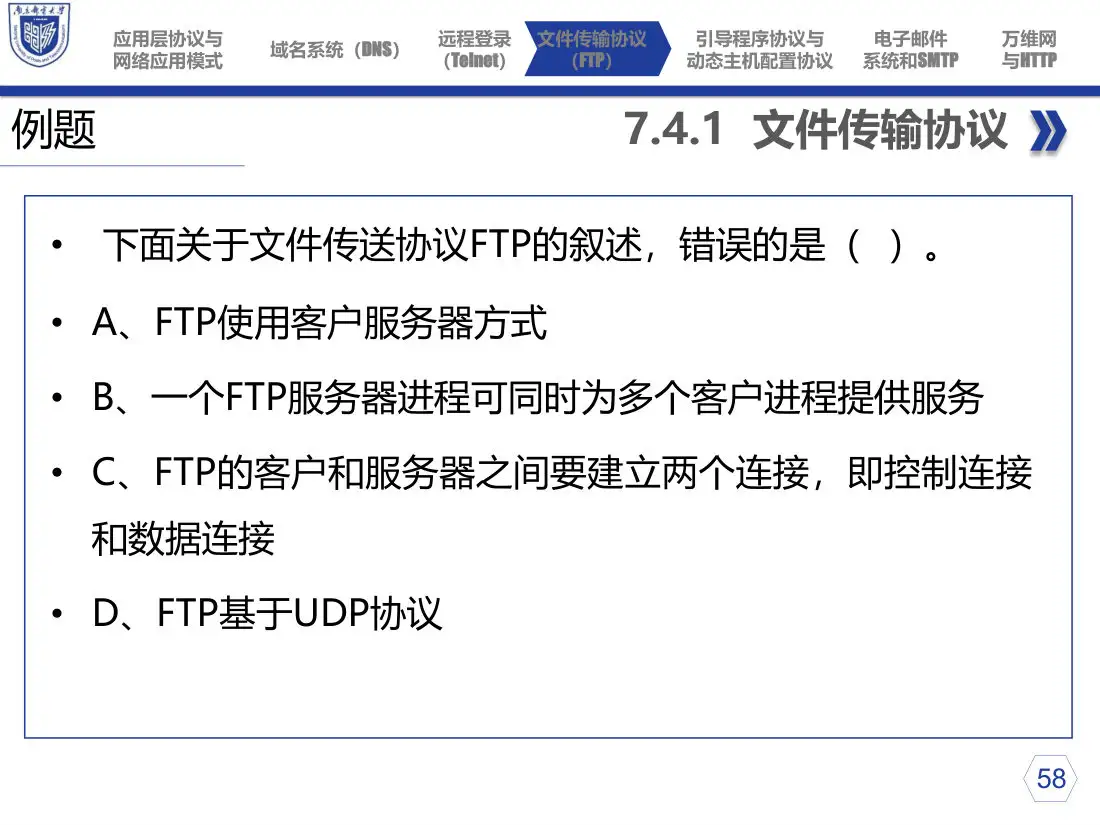 应用层协议与
网络应用模式
域名系统（DNS）
远程登录
（Telnet）
文件传输协议
（FTP）
引导程序协议与
动态主机配置协议
电子邮件
系统和SMTP
万维网
与HTTP
例题
7.4.1 文件传输协议
• 下面关于文件传送协议FTP的叙述，错误的是（ ）。
• A、FTP使用客户服务器方式
• B、一个FTP服务器进程可同时为多个客户进程提供服务
• C、FTP的客户和服务器之间要建立两个连接，即控制连接
和数据连接
• D、FTP基于UDP协议
58